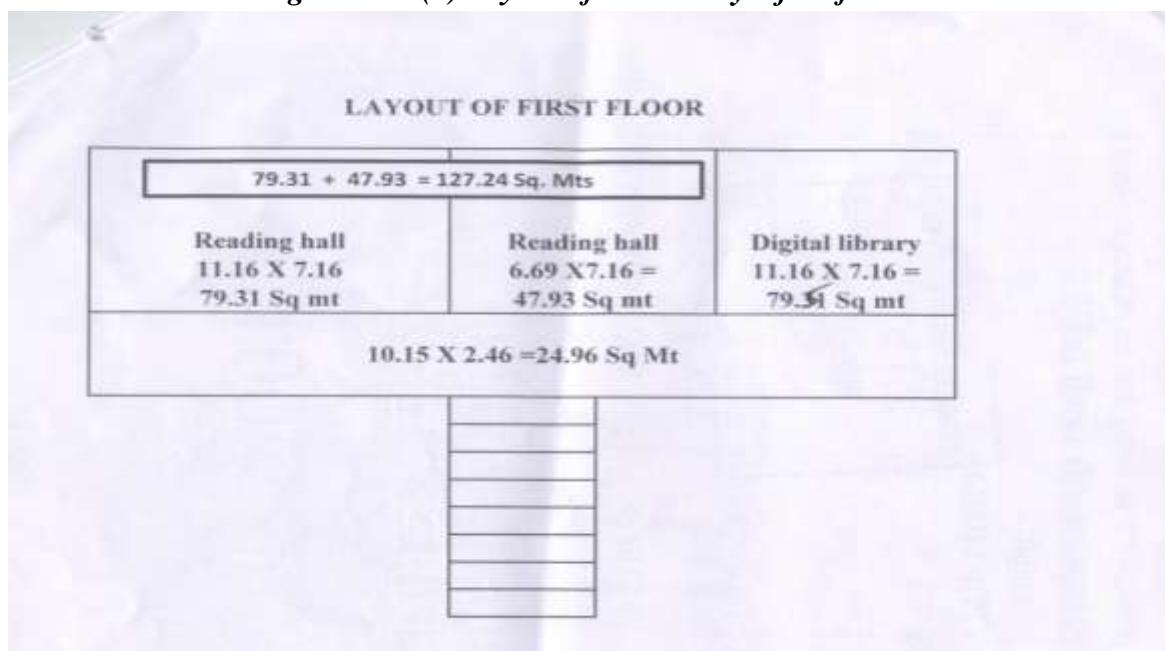 LAYOUT OF FIRST FLOOR
79.31 + 47.93 = 127.24 Sq. Mts
Reading hall
11.16 X 7.16
79.31 Sq mt
Reading hall
6.69 X7.16 =
47.93 Sq mt
Digital library
11.16 X 7.16 =
Sq mt
10.15 X 2.46 =24.96 Sq Mt